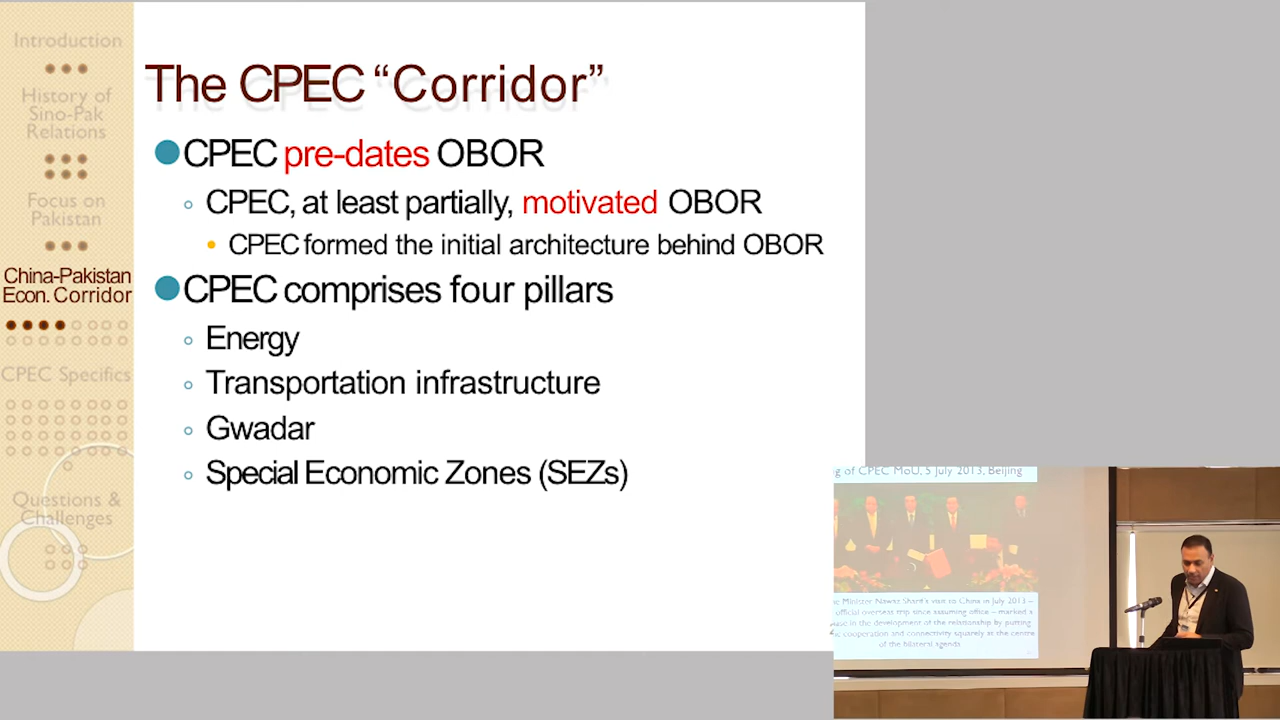 Introduction
History of
Sino-Pak
Relations
Focus on
Pakistan
China-Pakistan
Econ. Corridor
CPEC Specifics
Questions &
Challenges
The CPEC “Corridor”
CPEC pre-dates OBOR
CPEC, at least partially, motivated OBOR
CPEC formed the initial architecture behind OBOR
CPEC comprises four pillars
Energy
Transportation infrastructure
Gwadar
Special Economic Zones (SEZs)
g of CPEC MoU, 5 July 2013, Beijing
e Minister Nawaz Sharif's visit to China in July 2013 –
official overseas trip since assuming office – marked a
in the development of the relationship by putting
cooperation and connectivity squarely at the centre
of the bilateral agenda